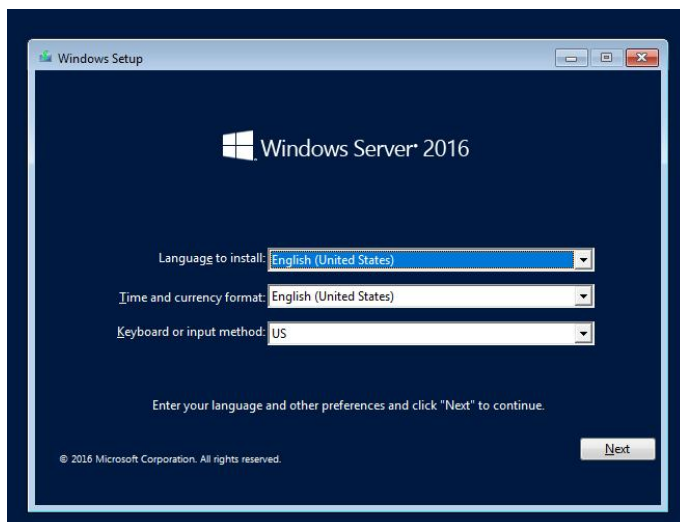 Windows Setup
Windows Server® 2016
Language to install: English (United States)
Time and currency format: English (United States)
Keyboard or input method: US
Enter your language and other preferences and click "Next" to continue.
© 2016 Microsoft Corporation. All rights reserved.
Next